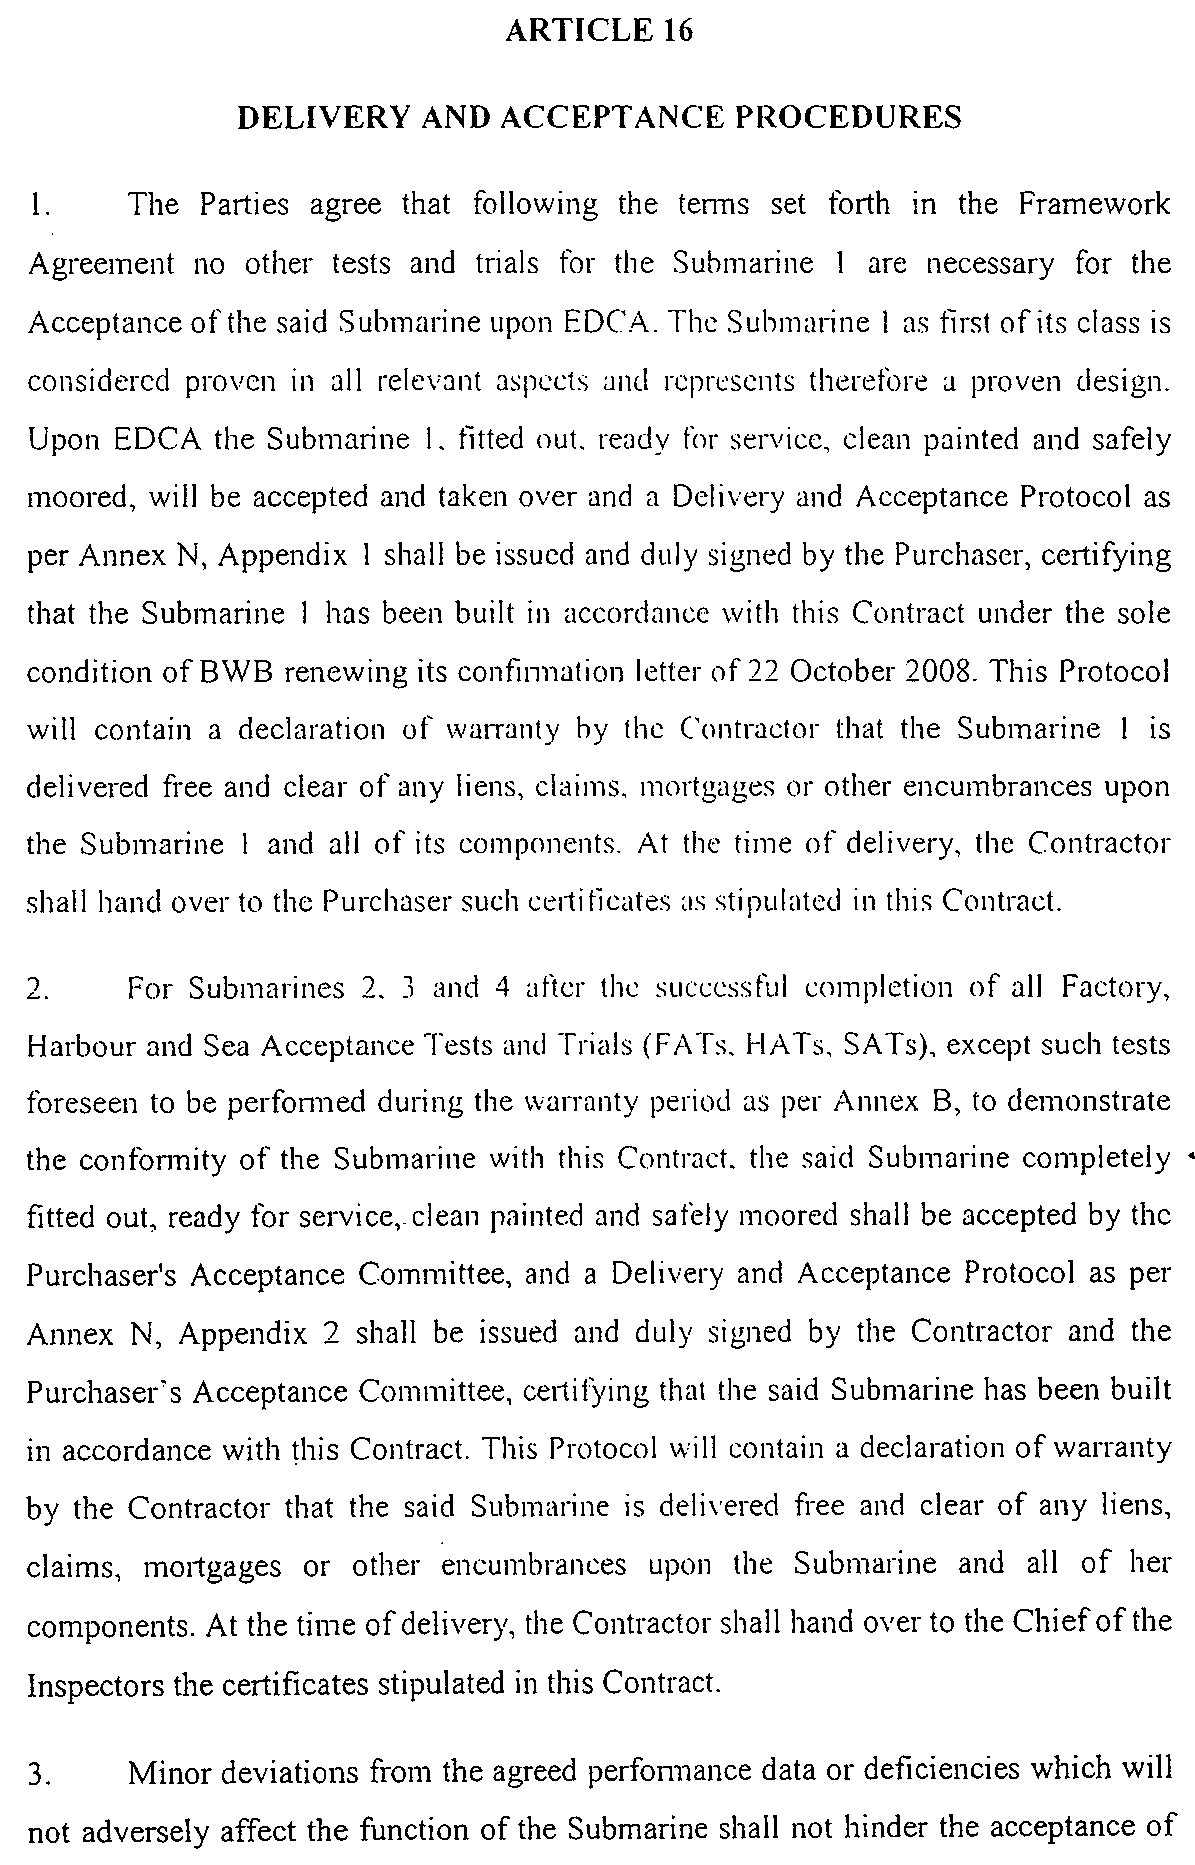 ARTICLE 16
DELIVERY AND ACCEPTANCE PROCEDURES
1. The Parties agree that following the terms set forth in the Framework
Agreement no other tests and trials for the Submarine 1 are necessary for the
Acceptance of the said Submarine upon EDCA. The Submarine 1 as first of its class is
considered proven in all relevant aspects and represents therefore a proven design.
Upon EDCA the Submarine 1, fitted out, ready for service, clean painted and safely
moored, will be accepted and taken over and a Delivery and Acceptance Protocol as
per Annex N, Appendix 1 shall be issued and duly signed by the Purchaser, certifying
that the Submarine 1 has been built in accordance with this Contract under the sole
condition of BWB renewing its confirmation letter of 22 October 2008. This Protocol
will contain a declaration of warranty by the Contractor that the Submarine 1 is
delivered free and clear of any liens, claims, mortgages or other encumbrances upon
the Submarine 1 and all of its components. At the time of delivery, the Contractor
shall hand over to the Purchaser such certificates as stipulated in this Contract.
2. For Submarines 2, 3 and 4 after the successful completion of all Factory,
Harbour and Sea Acceptance Tests and Trials (FATs, HATs, SATs), except such tests
foreseen to be performed during the warranty period as per Annex B, to demonstrate
the conformity of the Submarine with this Contract, the said Submarine completely
fitted out, ready for service, clean painted and safely moored shall be accepted by the
Purchaser's Acceptance Committee, and a Delivery and Acceptance Protocol as per
Annex N, Appendix 2 shall be issued and duly signed by the Contractor and the
Purchaser's Acceptance Committee, certifying that the said Submarine has been built
in accordance with this Contract. This Protocol will contain a declaration of warranty
by the Contractor that the said Submarine is delivered free and clear of any liens,
claims, mortgages or other encumbrances upon the Submarine and all of her
components. At the time of delivery, the Contractor shall hand over to the Chief of the
Inspectors the certificates stipulated in this Contract.
3. Minor deviations from the agreed performance data or deficiencies which will
not adversely affect the function of the Submarine shall not hinder the acceptance of